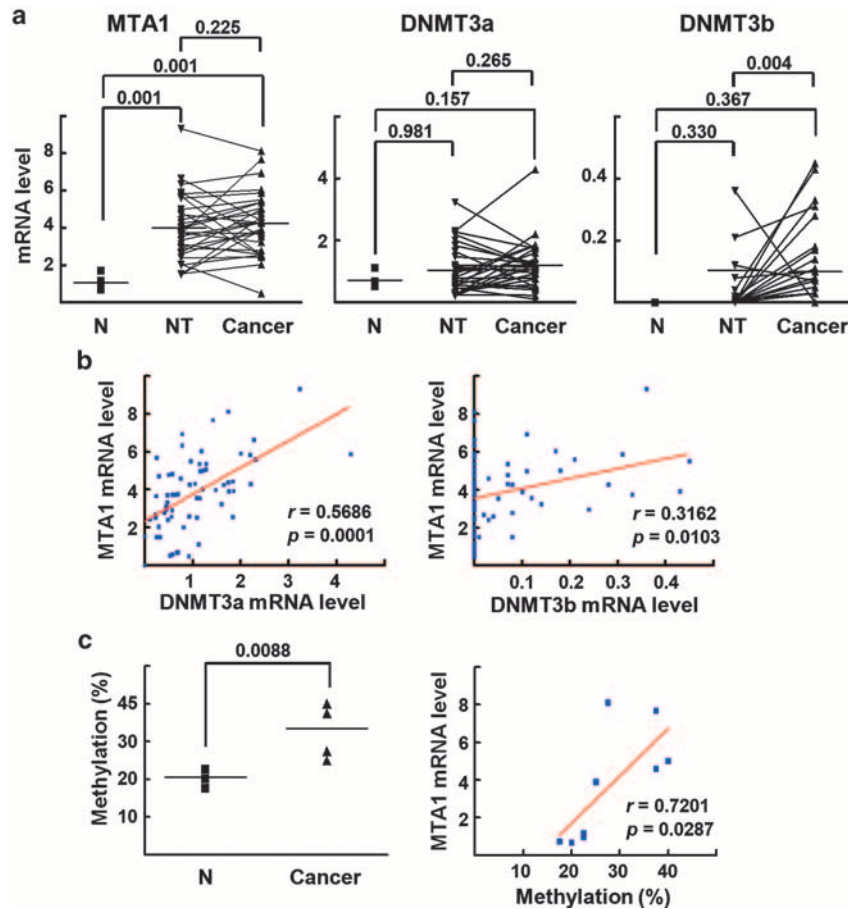 a
MTA1 DNMT3a DNMT3b
0.225 0.265 0.004
0.001 0.157 0.367
0.001 0.981 0.330
mRNA level
8
6
4
2
4
2
0.4
0.2
N NT Cancer N NT Cancer N NT Cancer
b
MTA1 mRNA level
8
6
4
2
r = 0.5686
p = 0.0001
1 2 3 4
DNMT3a mRNA level
MTA1 mRNA level
8
6
4
2
r = 0.3162
p = 0.0103
0.1 0.2 0.3 0.4
DNMT3b mRNA level
c
0.0088
Methylation (%)
45
30
20
10
N Cancer
MTA1 mRNA level
8
6
4
2
r = 0.7201
p = 0.0287
10 20 30 40
Methylation (%)